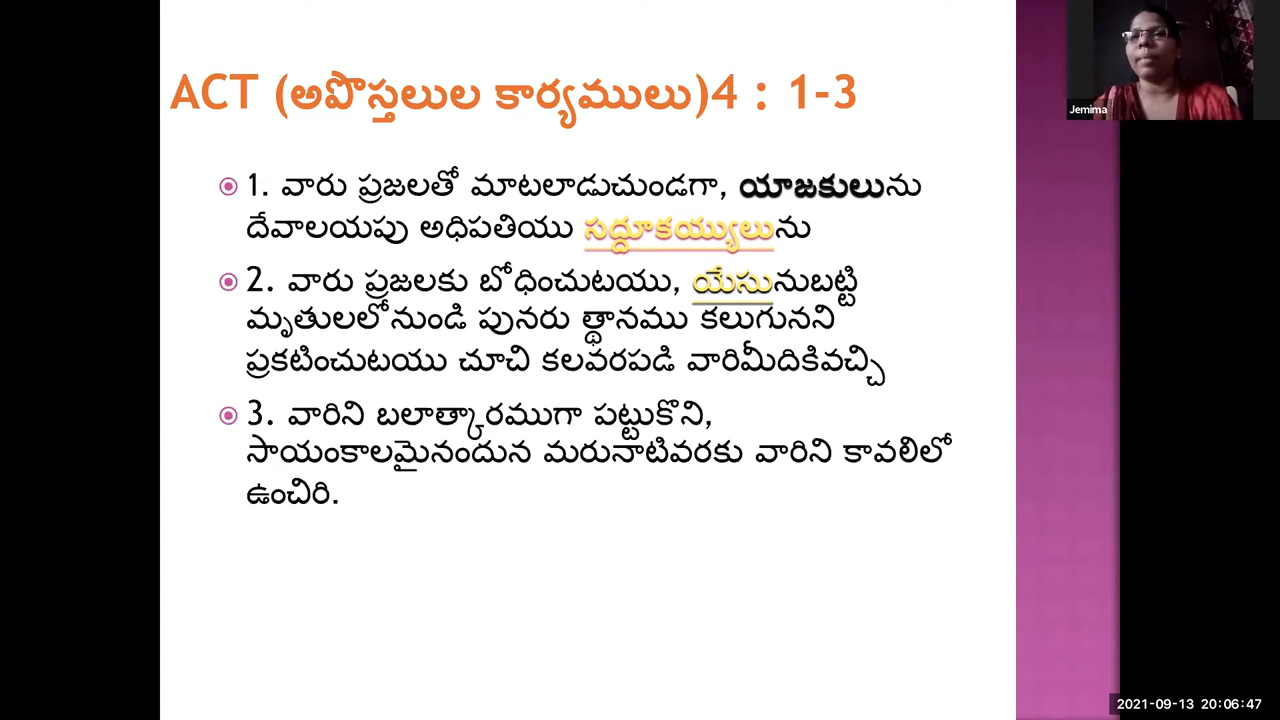 ACT (అపొస్తలుల కార్యములు)4 : 1-3
Jemima
1. వారు ప్రజలతో మాటలాడుచుండగా, యాజకులును
దేవాలయపు అధిపతియు సద్దూకయ్యులును
2. వారు ప్రజలకు బోధించుటయు, యేసునుబట్టి
మృతులలోనుండి పునరు త్థానము కలుగునని
ప్రకటించుటయు చూచి కలవరపడి వారిమీదికివచ్చి
3. వారిని బలాత్కారముగా పట్టుకొని,
సాయంకాలమైనందున మరునాటివరకు వారిని కావలిలో
ఉంచిరి.
2021-09-13 20:06:47